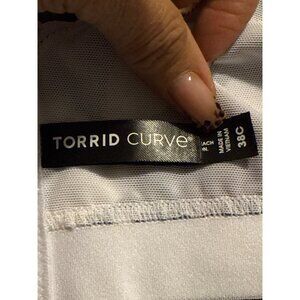 TORRID CURVE®
MADE IN
VIETNAM
38C